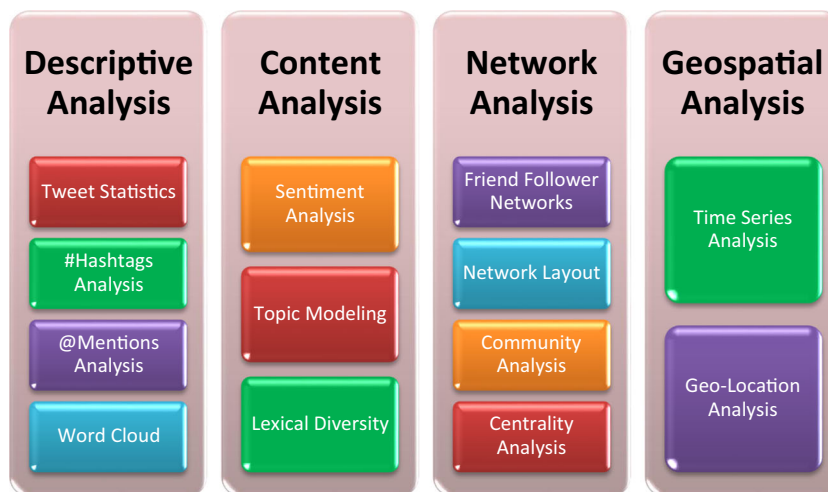 Descriptive
Analysis
Tweet Statistics
#Hashtags
Analysis
@Mentions
Analysis
Word Cloud
Content
Analysis
Sentiment
Analysis
Topic Modeling
Lexical Diversity
Network
Analysis
Friend Follower
Networks
Network Layout
Community
Analysis
Centrality
Analysis
Geospatial
Analysis
Time Series
Analysis
Geo-Location
Analysis